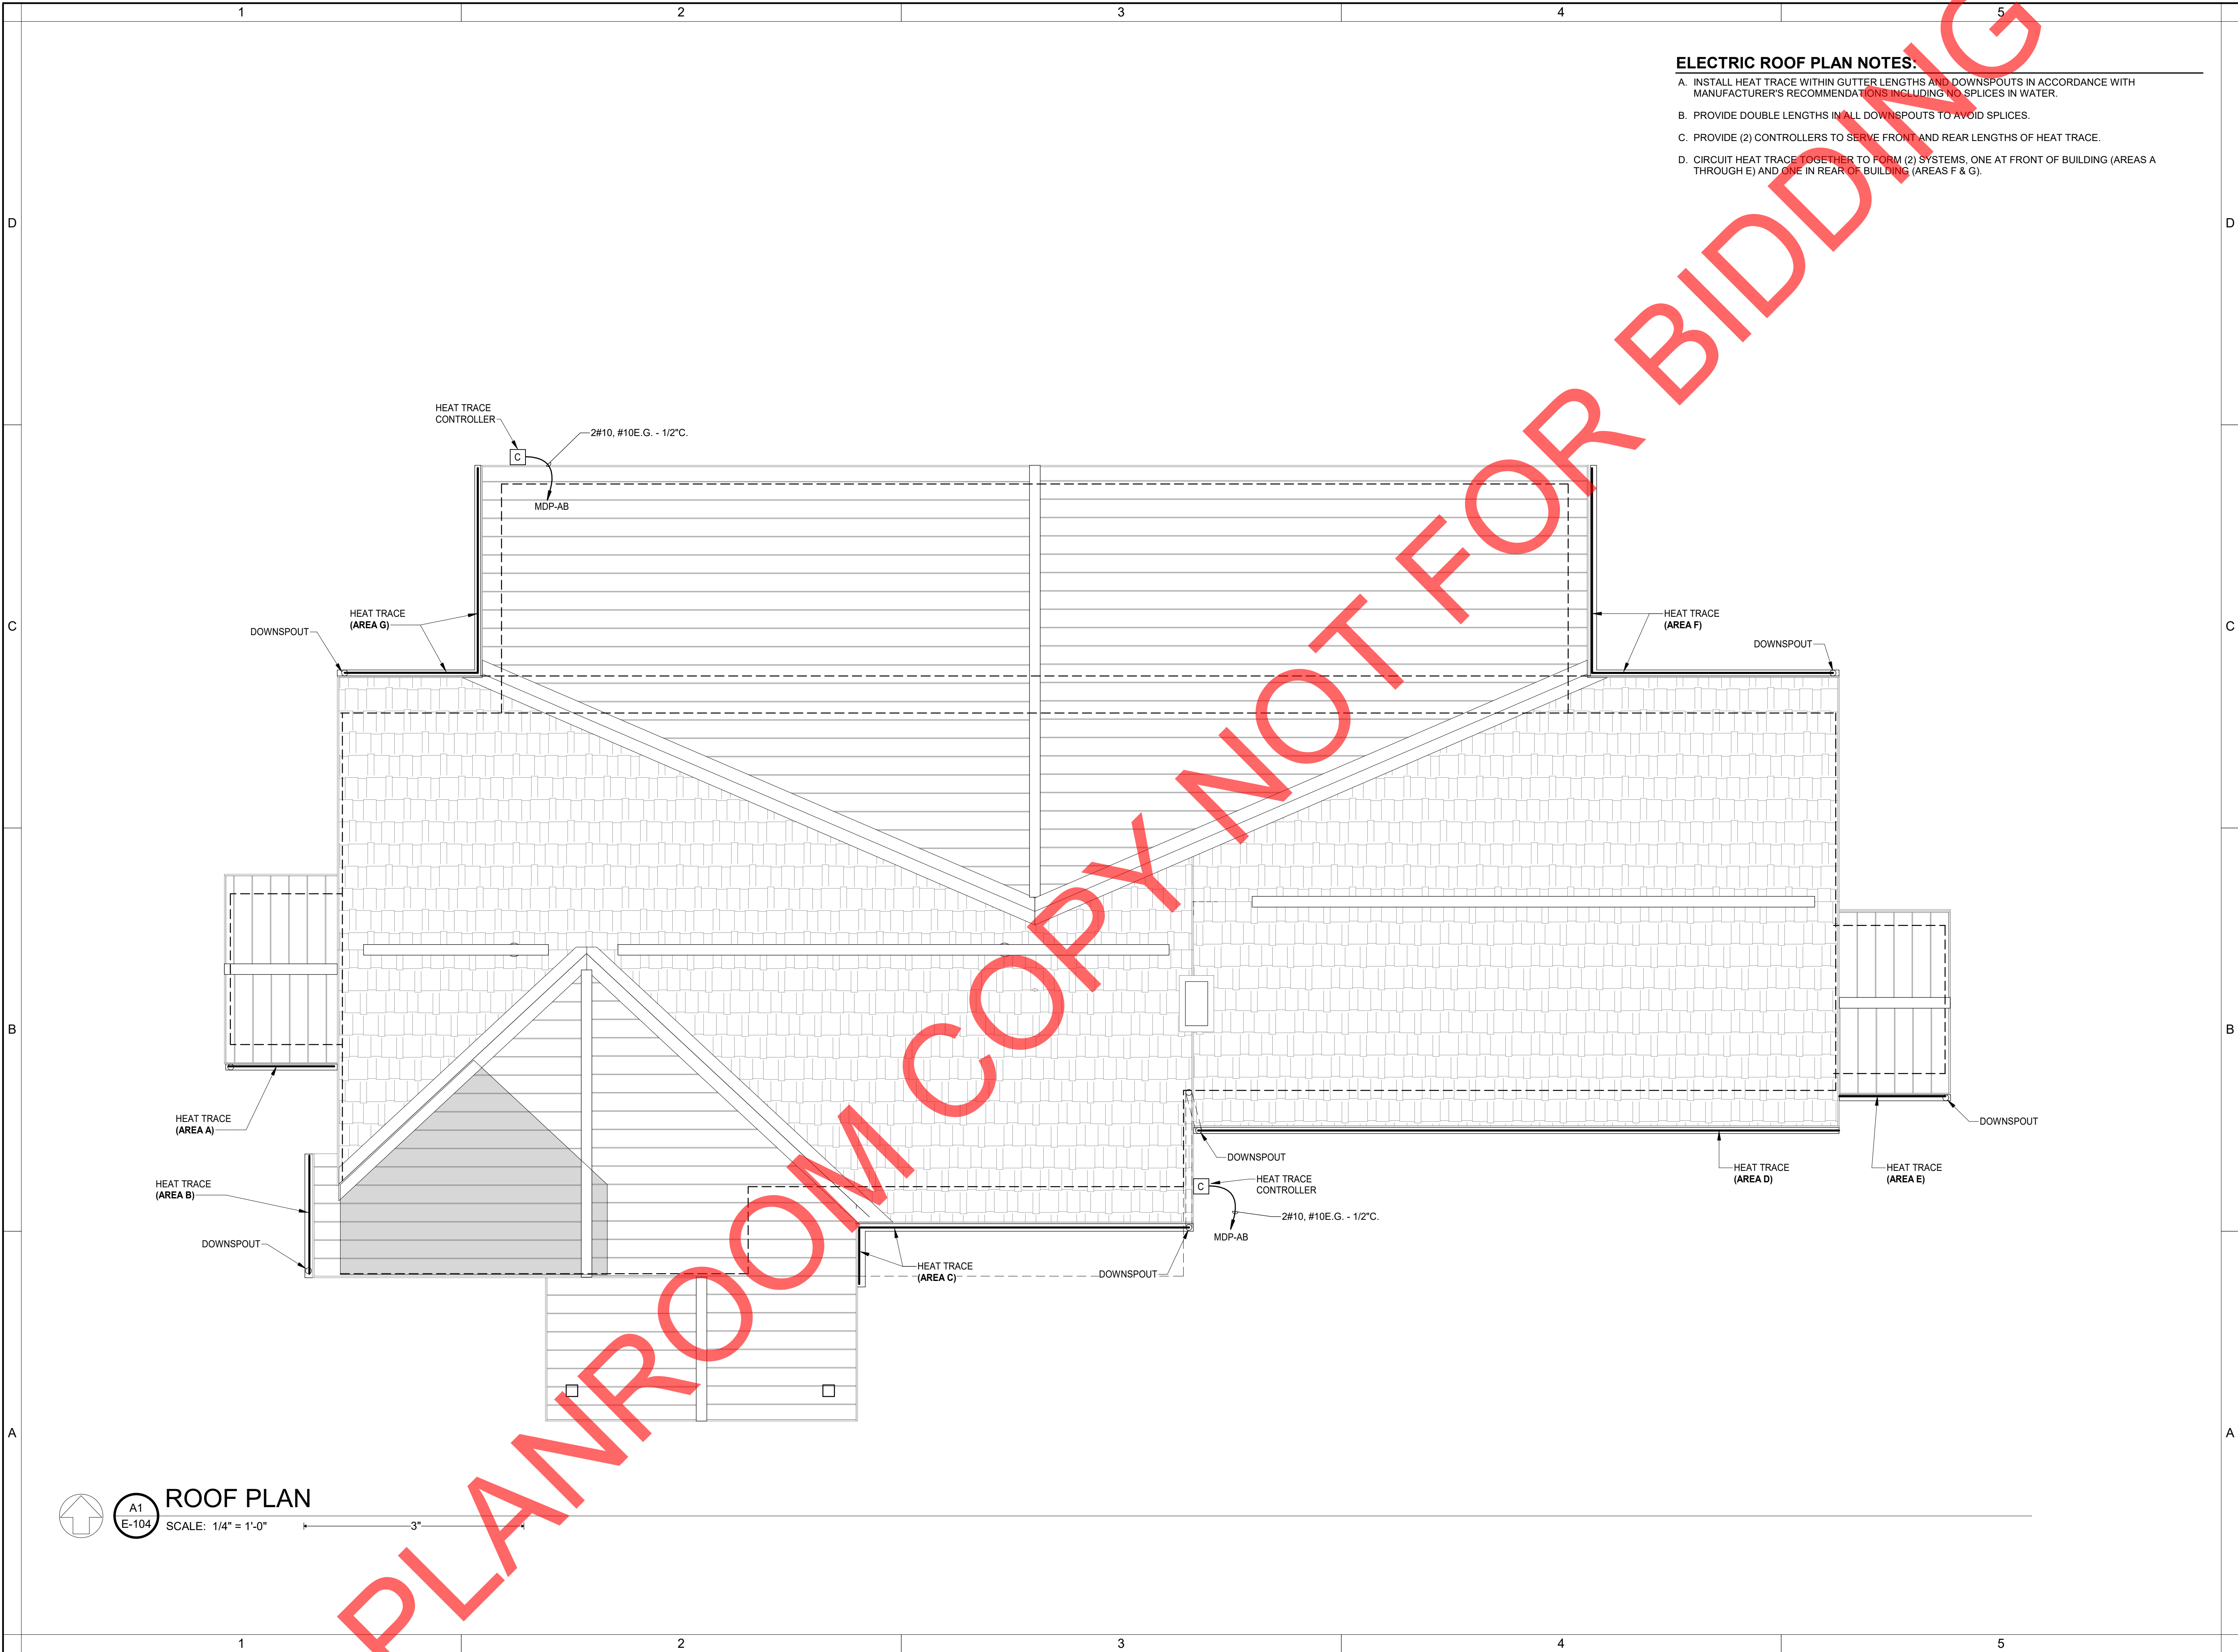 1 2 3 4 5
ELECTRIC ROOF PLAN NOTES:
A. INSTALL HEAT TRACE WITHIN GUTTER LENGTHS AND DOWNSPOUTS IN ACCORDANCE WITH
MANUFACTURER'S RECOMMENDATIONS INCLUDING NO SPLICES IN WATER.
B. PROVIDE DOUBLE LENGTHS IN ALL DOWNSPOUTS TO AVOID SPLICES.
C. PROVIDE (2) CONTROLLERS TO SERVE FRONT AND REAR LENGTHS OF HEAT TRACE.
D. CIRCUIT HEAT TRACE TOGETHER TO FORM (2) SYSTEMS, ONE AT FRONT OF BUILDING (AREAS A
THROUGH E) AND ONE IN REAR OF BUILDING (AREAS F & G).
D D
HEAT TRACE
CONTROLLER
2#10, #10E.G. - 1/2"C.
C
MDP-AB
HEAT TRACE
(AREA G)
DOWNSPOUT
HEAT TRACE
(AREA F)
DOWNSPOUT
C C
B B
HEAT TRACE
(AREA A)
HEAT TRACE
(AREA B)
DOWNSPOUT
HEAT TRACE
(AREA C)
DOWNSPOUT
DOWNSPOUT
HEAT TRACE
CONTROLLER
C
2#10, #10E.G. - 1/2"C.
MDP-AB
HEAT TRACE
(AREA D)
HEAT TRACE
(AREA E)
DOWNSPOUT
A A
A1
E-104
ROOF PLAN
SCALE: 1/4" = 1'-0"
3"
1 2 3 4 5
PLANROOM COPY NOT FOR BIDDING